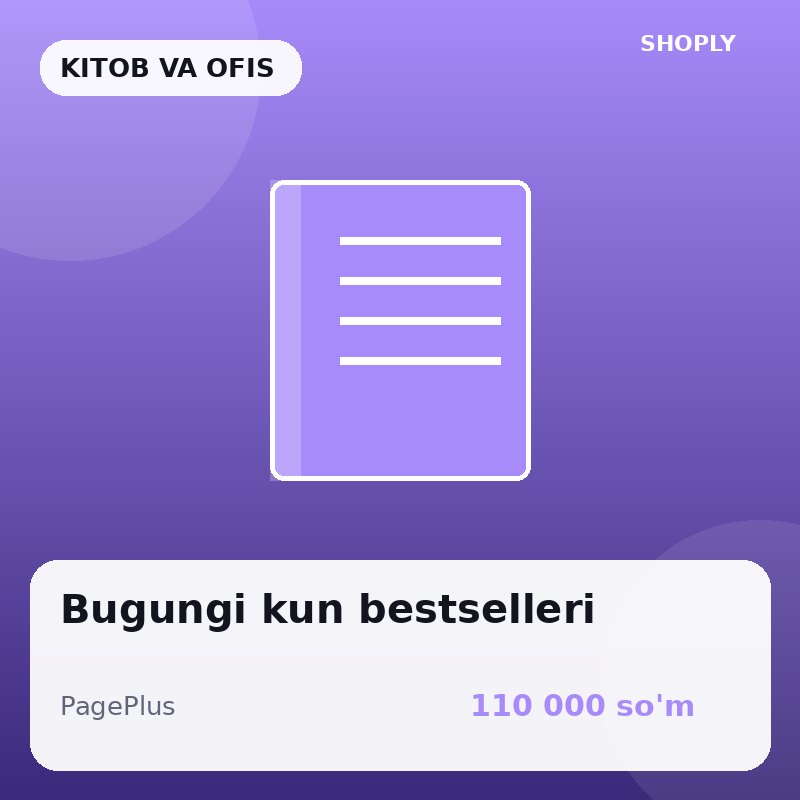 KITOB VA OFIS
SHOPLY
Bugungi kun bestselleri
PagePlus
110 000 so'm